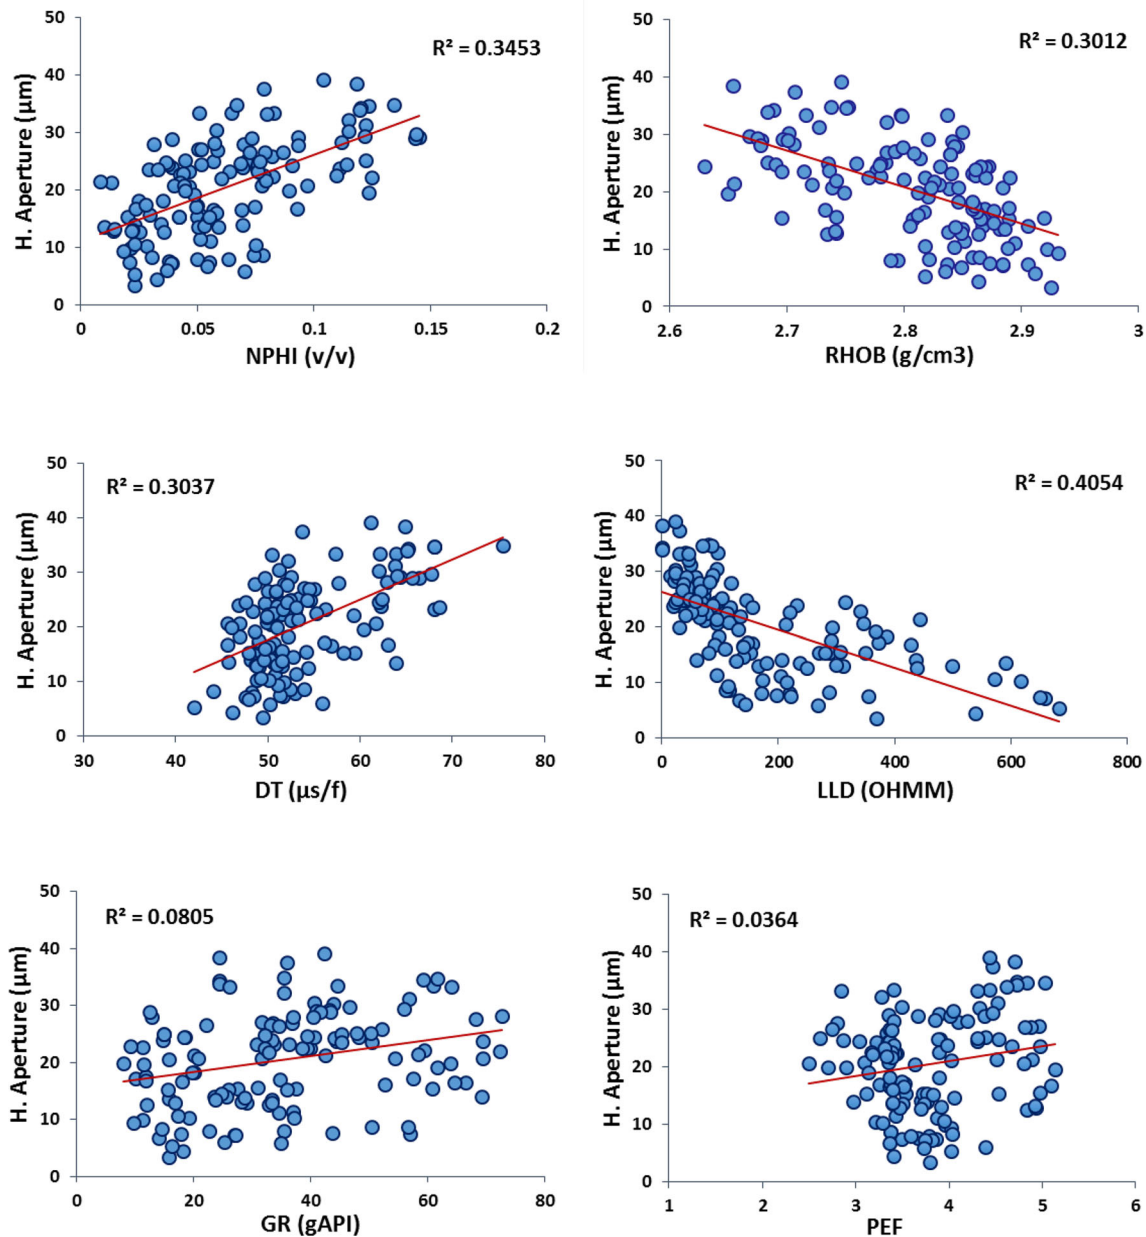 R² = 0.3453
H. Aperture (µm)
50
40
30
20
10
0
0 0.05 0.1 0.15 0.2
NPHI (v/v)
R² = 0.3012
H. Aperture (µm)
50
40
30
20
10
0
2.6 2.7 2.8 2.9 3
RHOB (g/cm3)
R² = 0.3037
H. Aperture (µm)
50
40
30
20
10
0
30 40 50 60 70 80
DT (µs/f)
R² = 0.4054
H. Aperture (µm)
50
40
30
20
10
0
0 200 400 600 800
LLD (OHMM)
R² = 0.0805
H. Aperture (µm)
50
40
30
20
10
0
0 20 40 60 80
GR (gAPI)
R² = 0.0364
H. Aperture (µm)
50
40
30
20
10
0
1 2 3 4 5 6
PEF